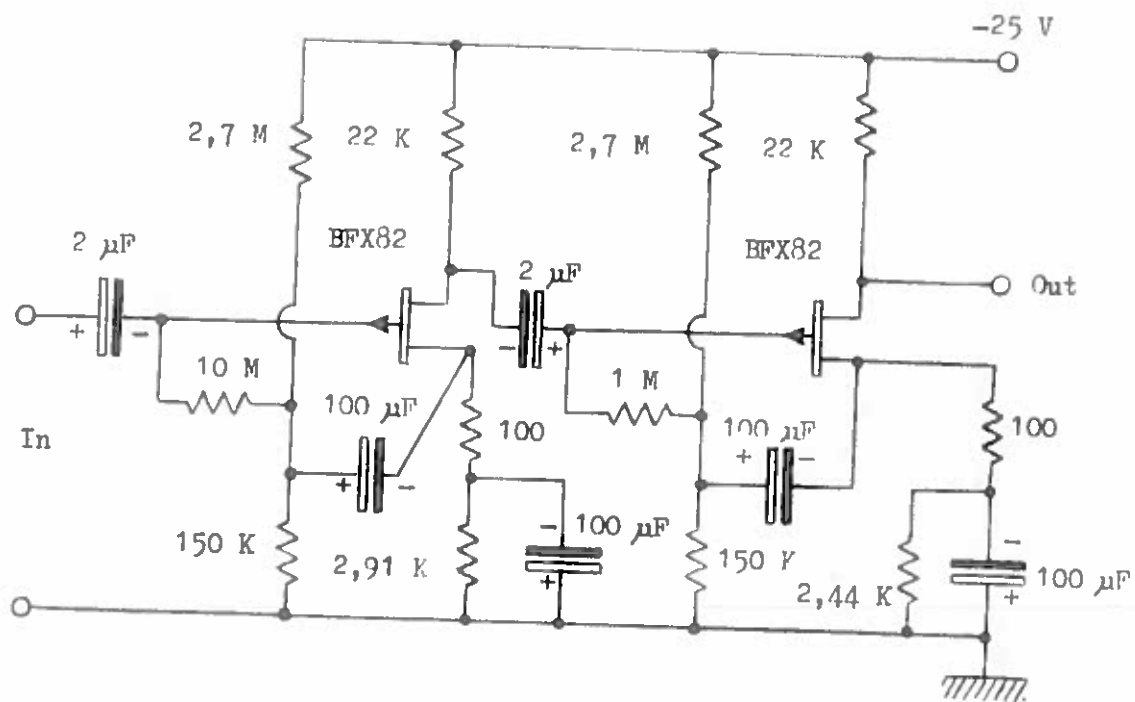 -25 V
2,7 M
22 K
2,7 M
22 K
2 µF
BFX82
2 µF
BFX82
Out
+
-
-
+
10 M
1 M
In
100 µF
100
100 µF
+ -
100
+
-
150 K
2,91 K
-
100 µF
+
150 K
2,44 K
-
100 µF
+